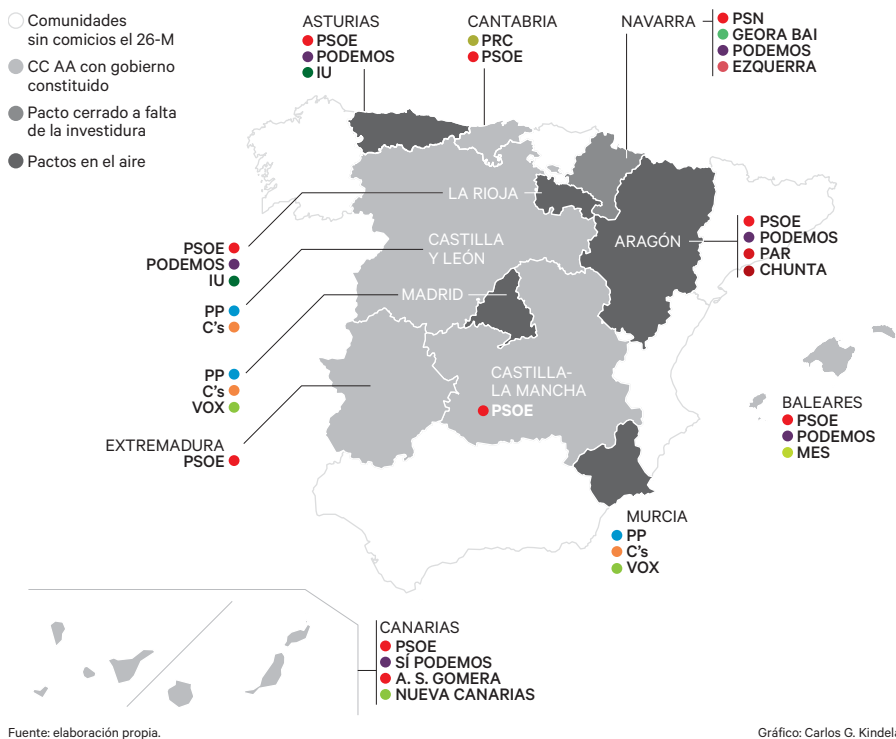 Comunidades
sin comicios el 26-M
CC AA con gobierno
constituido
Pacto cerrado a falta
de la investidura
Pactos en el aire
ASTURIAS
PSOE
PODEMOS
IU
CANTABRIA
PRC
PSOE
NAVARRA
PSN
GEORA BAI
PODEMOS
EZQUERRA
LA RIOJA
PSOE
PODEMOS
IU
CASTILLA
Y LEÓN
PP
C's
MADRID
PP
C's
VOX
ARAGÓN
PSOE
PODEMOS
PAR
CHUNTA
CASTILLA-
LA MANCHA
PSOE
EXTREMADURA
PSOE
BALEARES
PSOE
PODEMOS
MES
MURCIA
PP
C's
VOX
CANARIAS
PSOE
SÍ PODEMOS
A. S. GOMERA
NUEVA CANARIAS
Fuente: elaboración propia.
Gráfico: Carlos G. Kindel